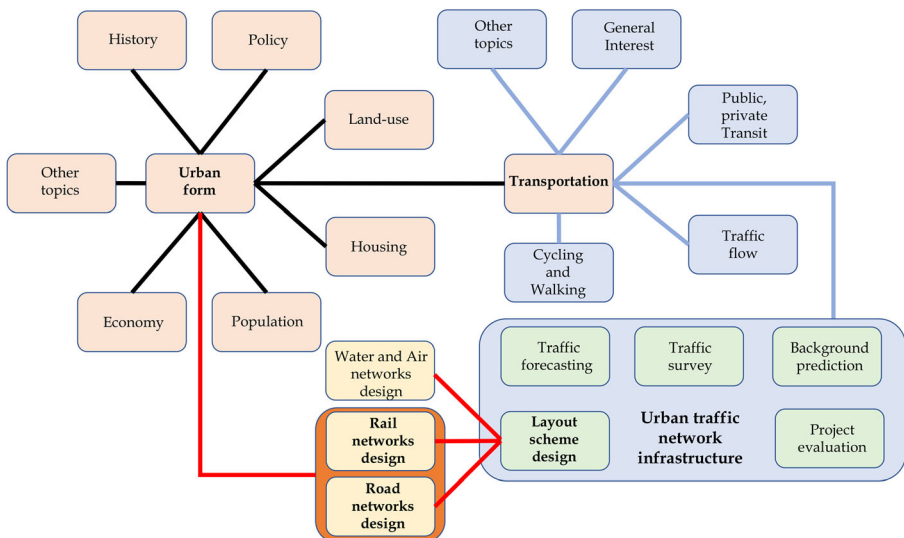 History
Policy
Other
topics
General
Interest
Land-use
Public,
private
Transit
Other
topics
Urban
form
Transportation
Housing
Cycling
and
Walking
Traffic
flow
Economy
Population
Water and Air
networks
design
Traffic
forecasting
Traffic
survey
Background
prediction
Rail
networks
design
Layout
scheme
design
Urban traffic
network
infrastructure
Project
evaluation
Road
networks
design